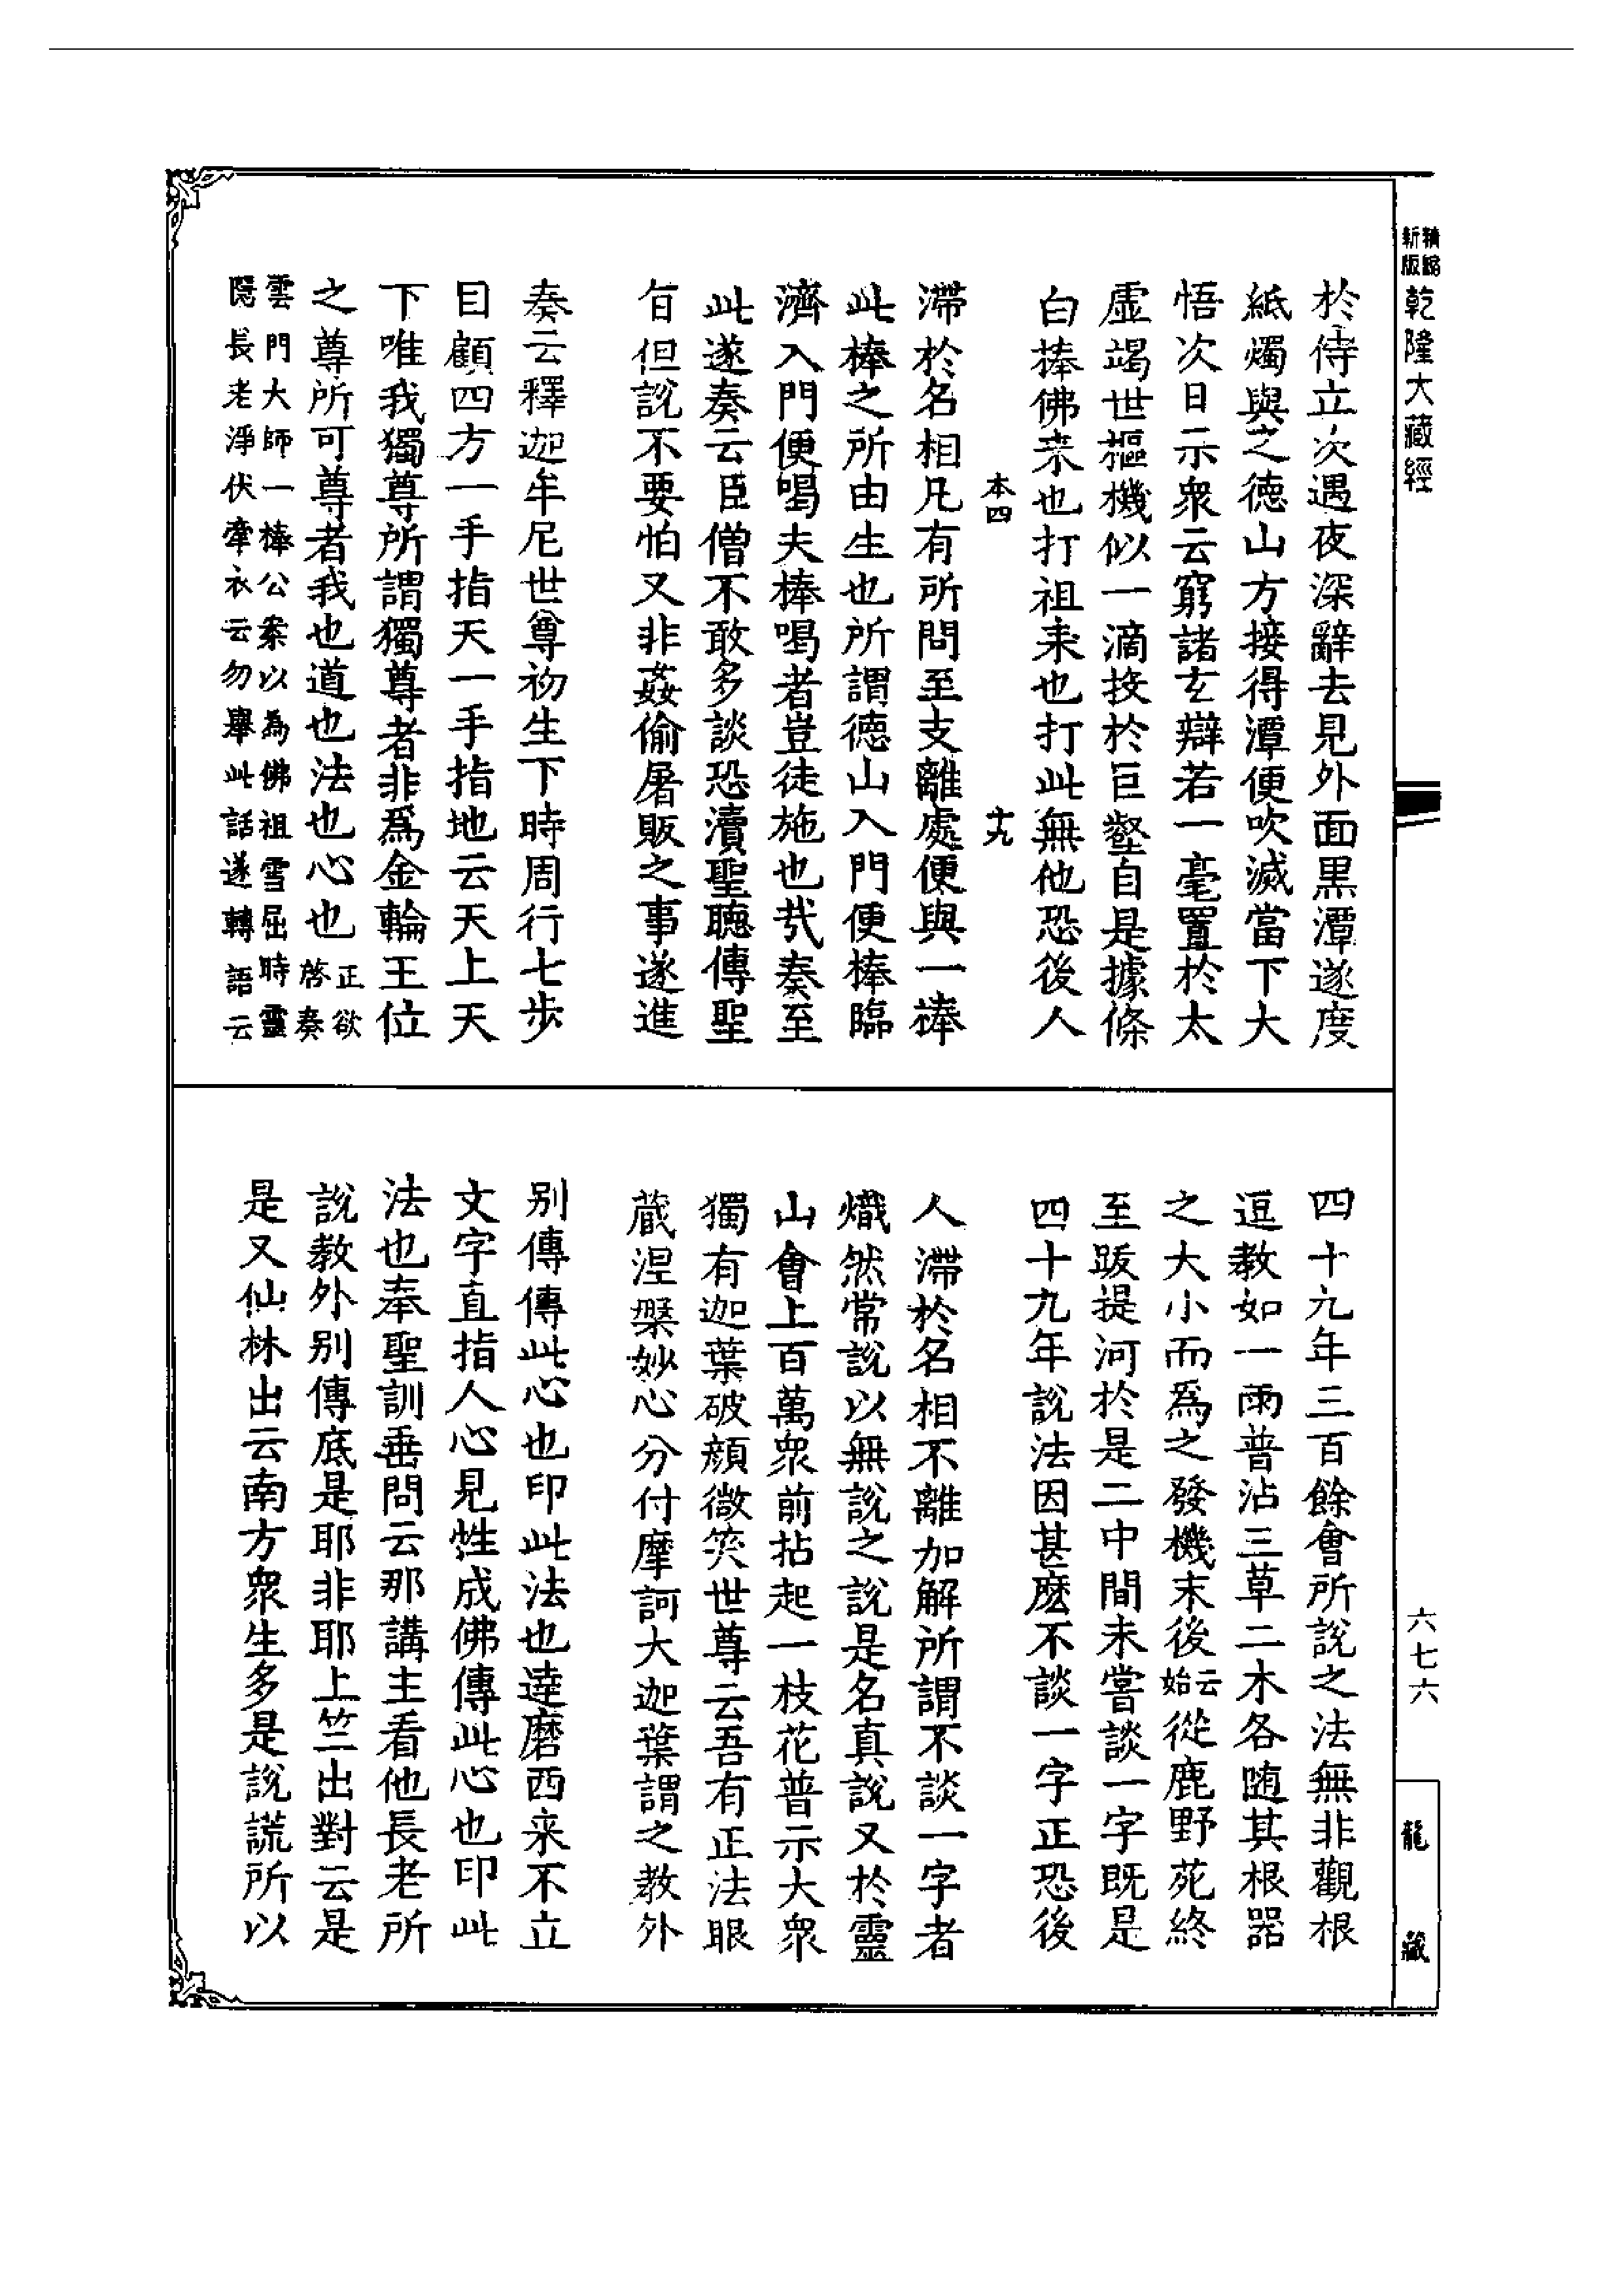 精縮新版乾隆大藏經
於侍立次遇夜深辭去見外面黒潭遂度
紙燭與之德山方接得潭便吹滅當下大
悟次日示衆云窮諸玄辯若一毫置於太
虛竭世樞機似一滴投於巨壑自是據條
白捧佛来也打祖来也打此無他恐後人
本四 十九
滯於名相凡有所問至支離處便與一捧
此棒之所由生也所謂德山入門便棒臨
濟入門便喝夫棒喝者豈徒施也㢤奏至
此遂奏云臣僧不敢多談恐瀆聖聰傳聖
旨但說不要怕又非姦偷屠販之事遂進
奏云釋迦牟尼世尊初生下時周行七步
目顧四方一手指天一手指地云天上天
下唯我獨尊所謂獨尊者非爲金輪王位
之尊所可尊者我也道也法也心也正欲啓奏
雲門大師一棒公案以為佛祖雪屈時靈
隱長老淨伏牽衣云勿舉此話遂轉語云
四十九年三百餘會所說之法無非觀根
逗教如一雨普沾三草二木各随其根器
之大小而爲之發機末後云始從鹿野苑終
至跋提河於是二中間未嘗談一字既是
四十九年說法因甚麽不談一字正恐後
人滯於名相不離加解所謂不談一字者
熾然常說以無說之說是名真說又於靈
山會上百萬衆前拈起一枝花普示大衆
獨有迦葉破顔微笑世尊云吾有正法眼
藏涅槃妙心分付摩訶大迦葉謂之教外
别傳傳此心也印此法也達磨西来不立
文字直指人心見性成佛傳此心也印此
法也奉聖訓垂問云那講主看他長老所
說教外别傳底是耶非耶上竺出對云是
是又仙林出云南方衆生多是說謊所以
六七六
龍藏